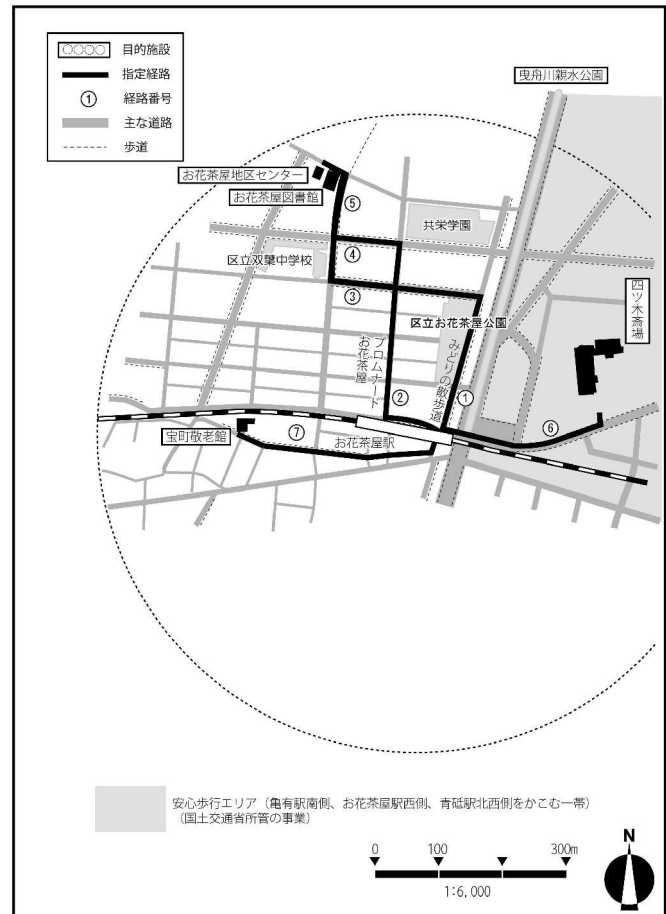 ○○○○ 目的施設
指定経路
① 経路番号
主な道路
歩道
曳舟川親水公園
お花茶屋地区センター
お花茶屋図書館
⑤
共栄学園
④
区立双葉中学校
③
四ツ木斎場
区立お花茶屋公園
プロムナード
お花茶屋
みどりの散歩道
②
①
⑥
宝町敬老館
⑦
お花茶屋駅
安心歩行エリア（亀有駅南側、お花茶屋駅西側、青砥駅北西側をかこむ一帯）
（国土交通省所管の事業）
0 100 300m
1:6,000
N